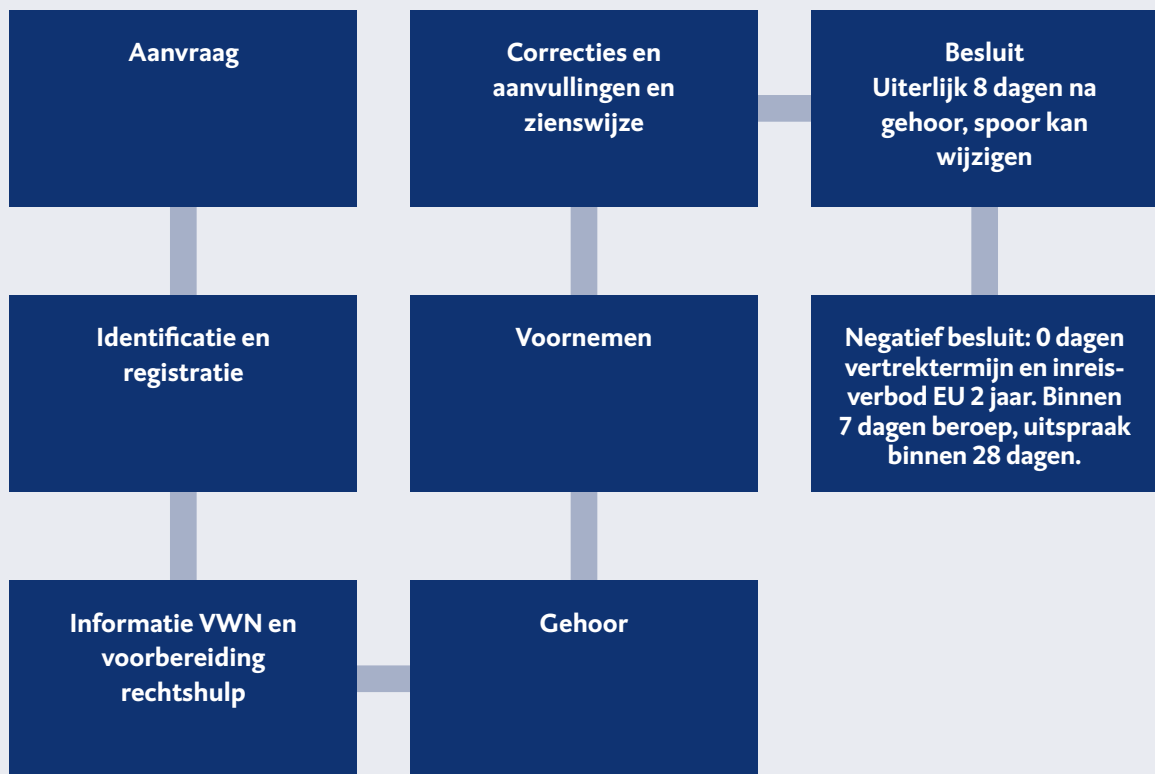 Aanvraag
Identificatie en
registratie
Informatie VWN en
voorbereiding
rechtshulp
Gehoor
Voornemen
Correcties en
aanvullingen en
zienswijze
Besluit
Uiterlijk 8 dagen na
gehoor, spoor kan
wijzigen
Negatief besluit: 0 dagen
vertrektermijn en inreis-
verbod EU 2 jaar. Binnen
7 dagen beroep, uitspraak
binnen 28 dagen.